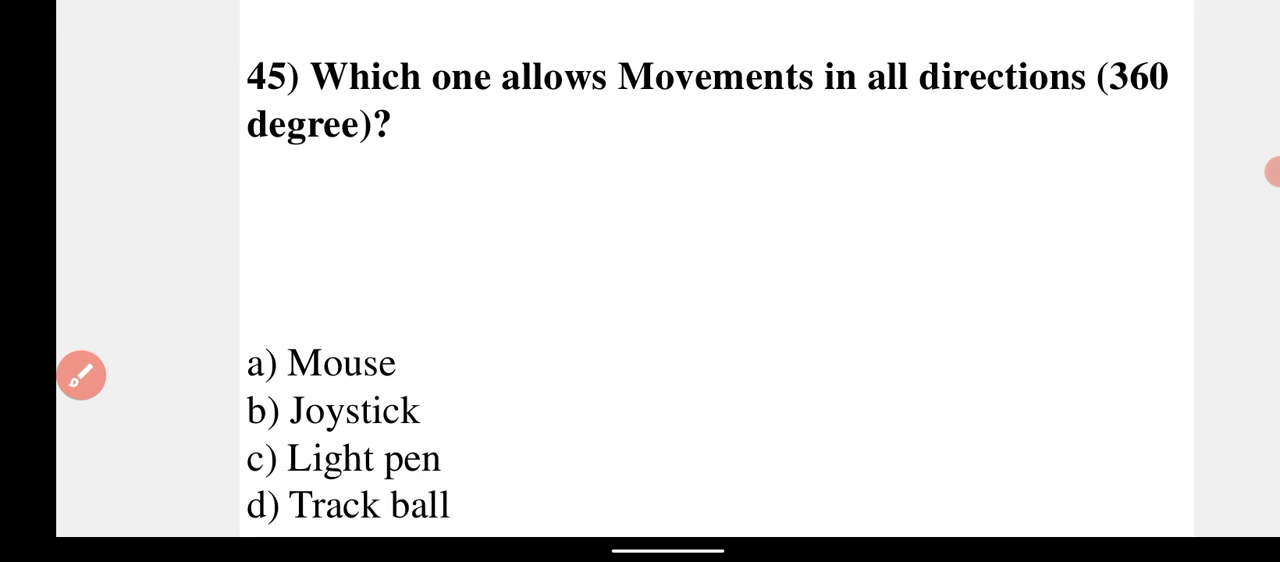 45) Which one allows Movements in all directions (360
degree)?
a) Mouse
b) Joystick
c) Light pen
d) Track ball